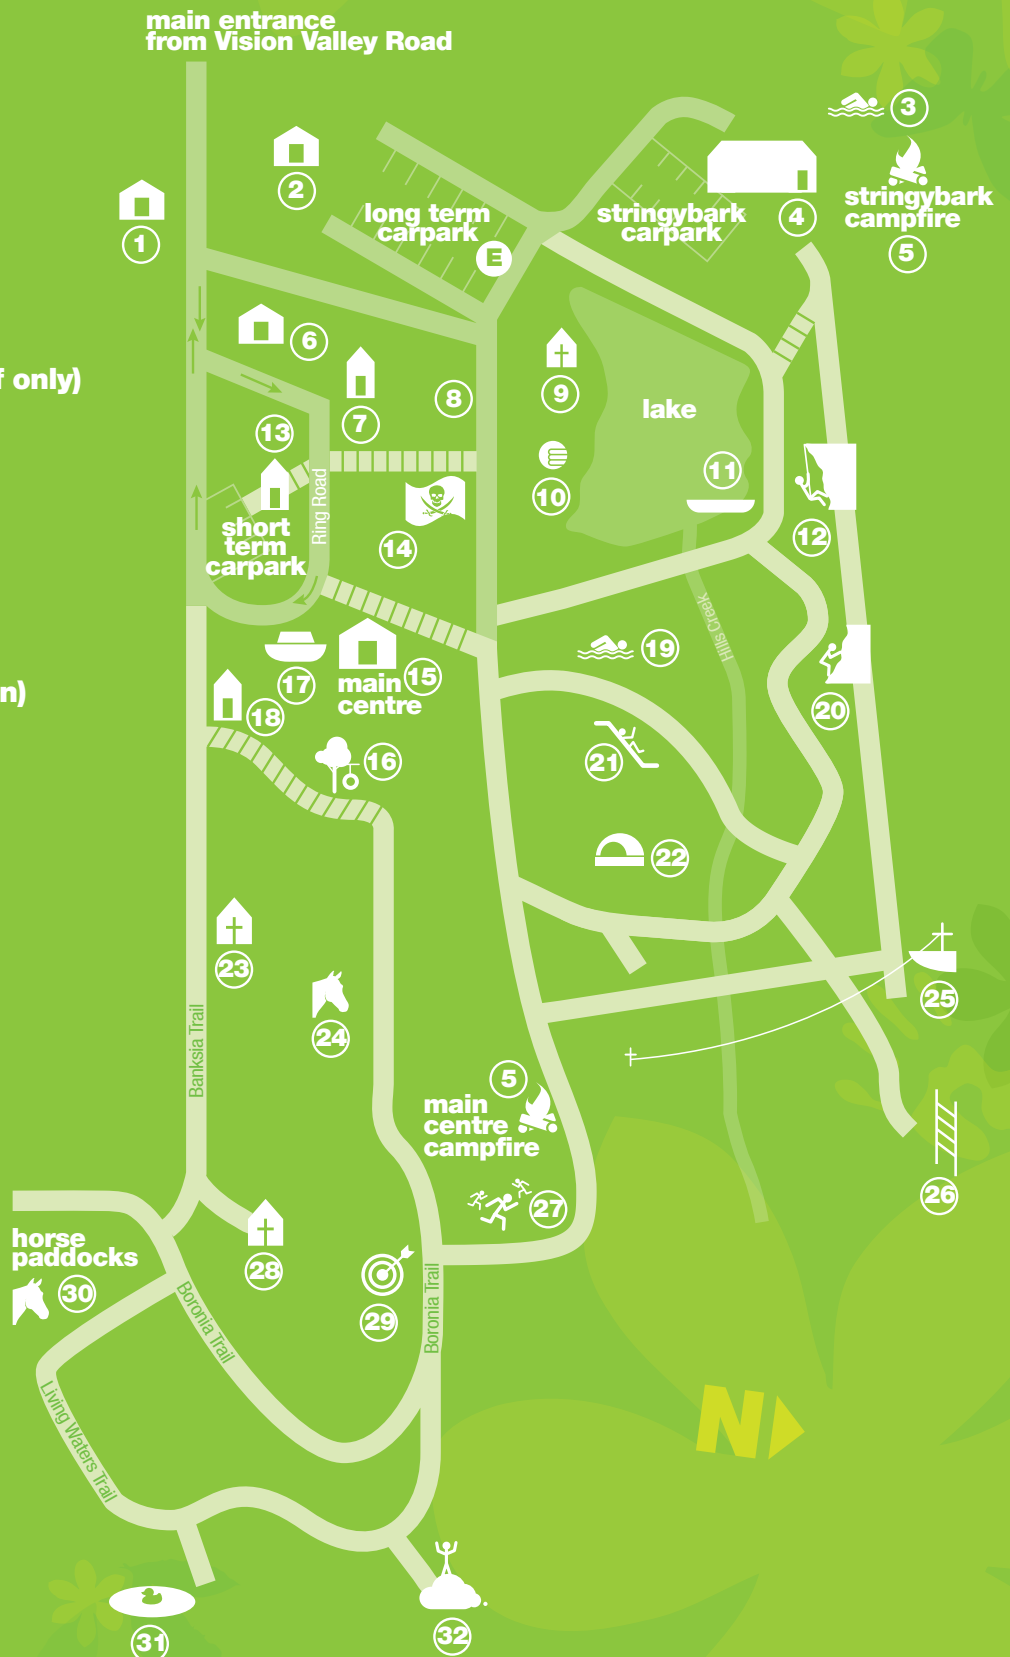 main entrance
from Vision Valley Road
3
2
stringybark
campfire
1
long term
carpark
stringybark
carpark
4
E
5
6
f only)
8
9
lake
7
13
11
10
Ring Road
short
term
carpark
14
12
Hills Creek
19
17
15
main
centre
n)
18
20
16
21
22
23
25
24
Banksia Trail
5
main
centre
campfire
26
27
horse
paddocks
28
30
29
Boronia Trail
Boronia Trail
Living Waters Trail
N
31
32